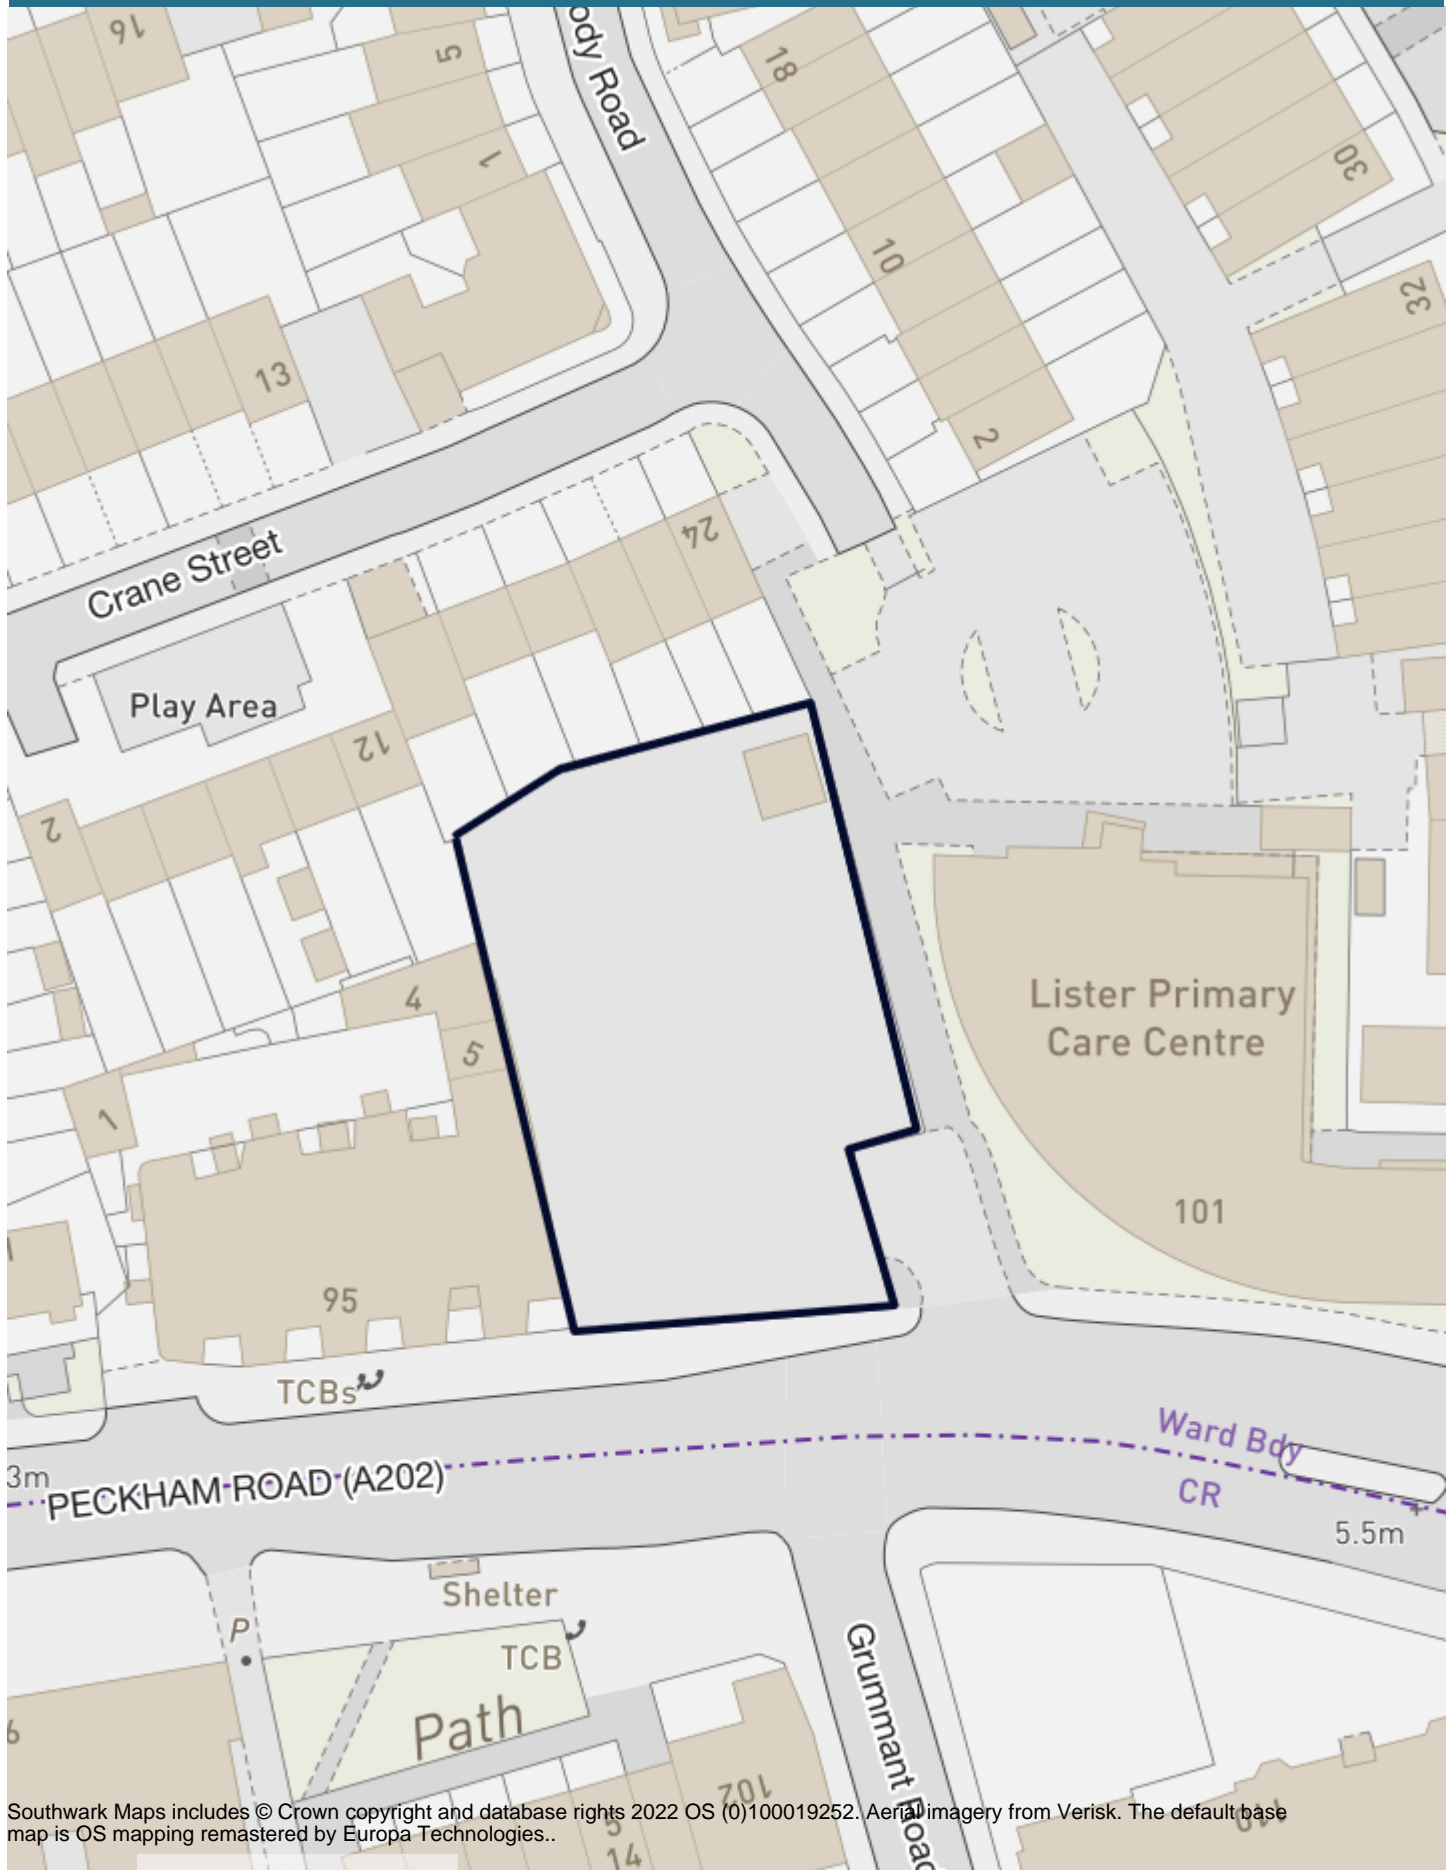 16
5
ody Road
18
1
30
10
32
13
2
24
Crane Street
Play Area
12
2
4
Lister Primary
Care Centre
5
1
101
95
TCBs
Ward Bdy
3m
PECKHAM ROAD (A202)
CR
5.5m
Shelter
P
TCB
Grummant Road
Path
6
102
Southwark Maps includes © Crown copyright and database rights 2022 OS (0)100019252. Aerial imagery from Verisk. The default base
map is OS mapping remastered by Europa Technologies..
5
14